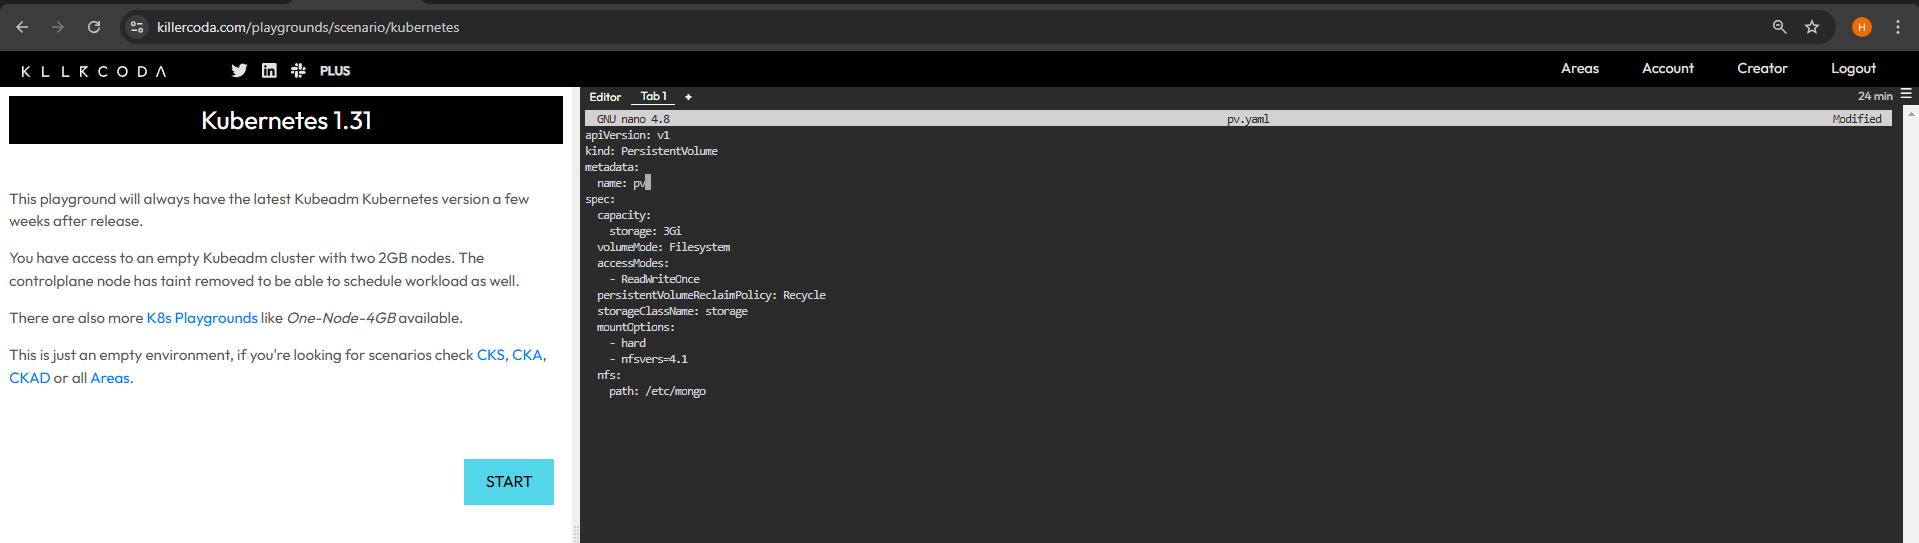 killercoda.com/playgrounds/scenario/kubernetes
H
KLLRCODA
PLUS
Areas
Account
Creator
Logout
Kubernetes 1.31
This playground will always have the latest Kubeadm Kubernetes version a few
weeks after release.
You have access to an empty Kubeadm cluster with two 2GB nodes. The
controlplane node has taint removed to be able to schedule workload as well.
There are also more K8s Playgrounds like One-Node-4GB available.
This is just an empty environment, if you're looking for scenarios check CKS, CKA,
CKAD or all Areas.
START
Editor Tab 1 +
24 min
GNU nano 4.8 pv.yaml Modified
apiVersion: v1
kind: PersistentVolume
metadata:
  name: pv
spec:
  capacity:
    storage: 3Gi
  volumeMode: Filesystem
  accessModes:
    - ReadWriteOnce
  persistentVolumeReclaimPolicy: Recycle
  storageClassName: storage
  mountOptions:
    - hard
    - nfsvers=4.1
  nfs:
    path: /etc/mongo